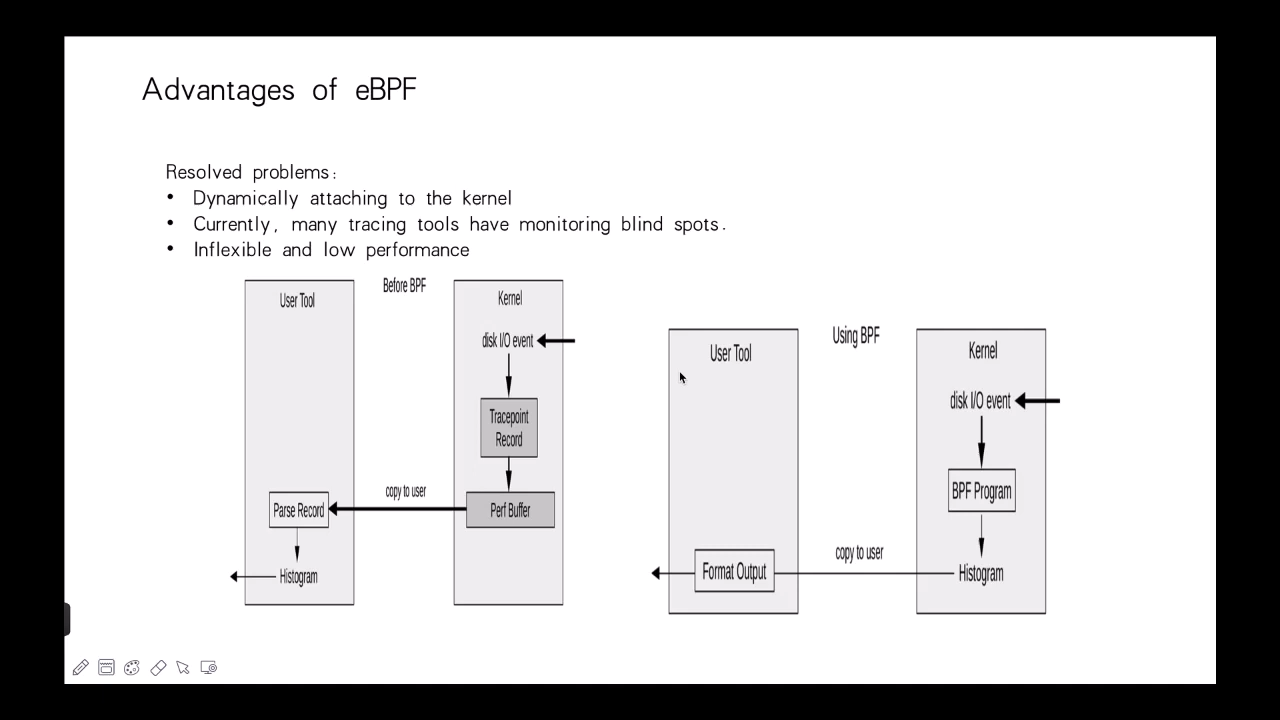 Advantages of eBPF
Resolved problems:
• Dynamically attaching to the kernel
• Currently, many tracing tools have monitoring blind spots.
• Inflexible and low performance
Before BPF
User Tool
Kernel
disk I/O event
Tracepoint
Record
copy to user
Parse Record
Perf Buffer
Histogram
Using BPF
User Tool
Kernel
disk I/O event
BPF Program
copy to user
Format Output
Histogram